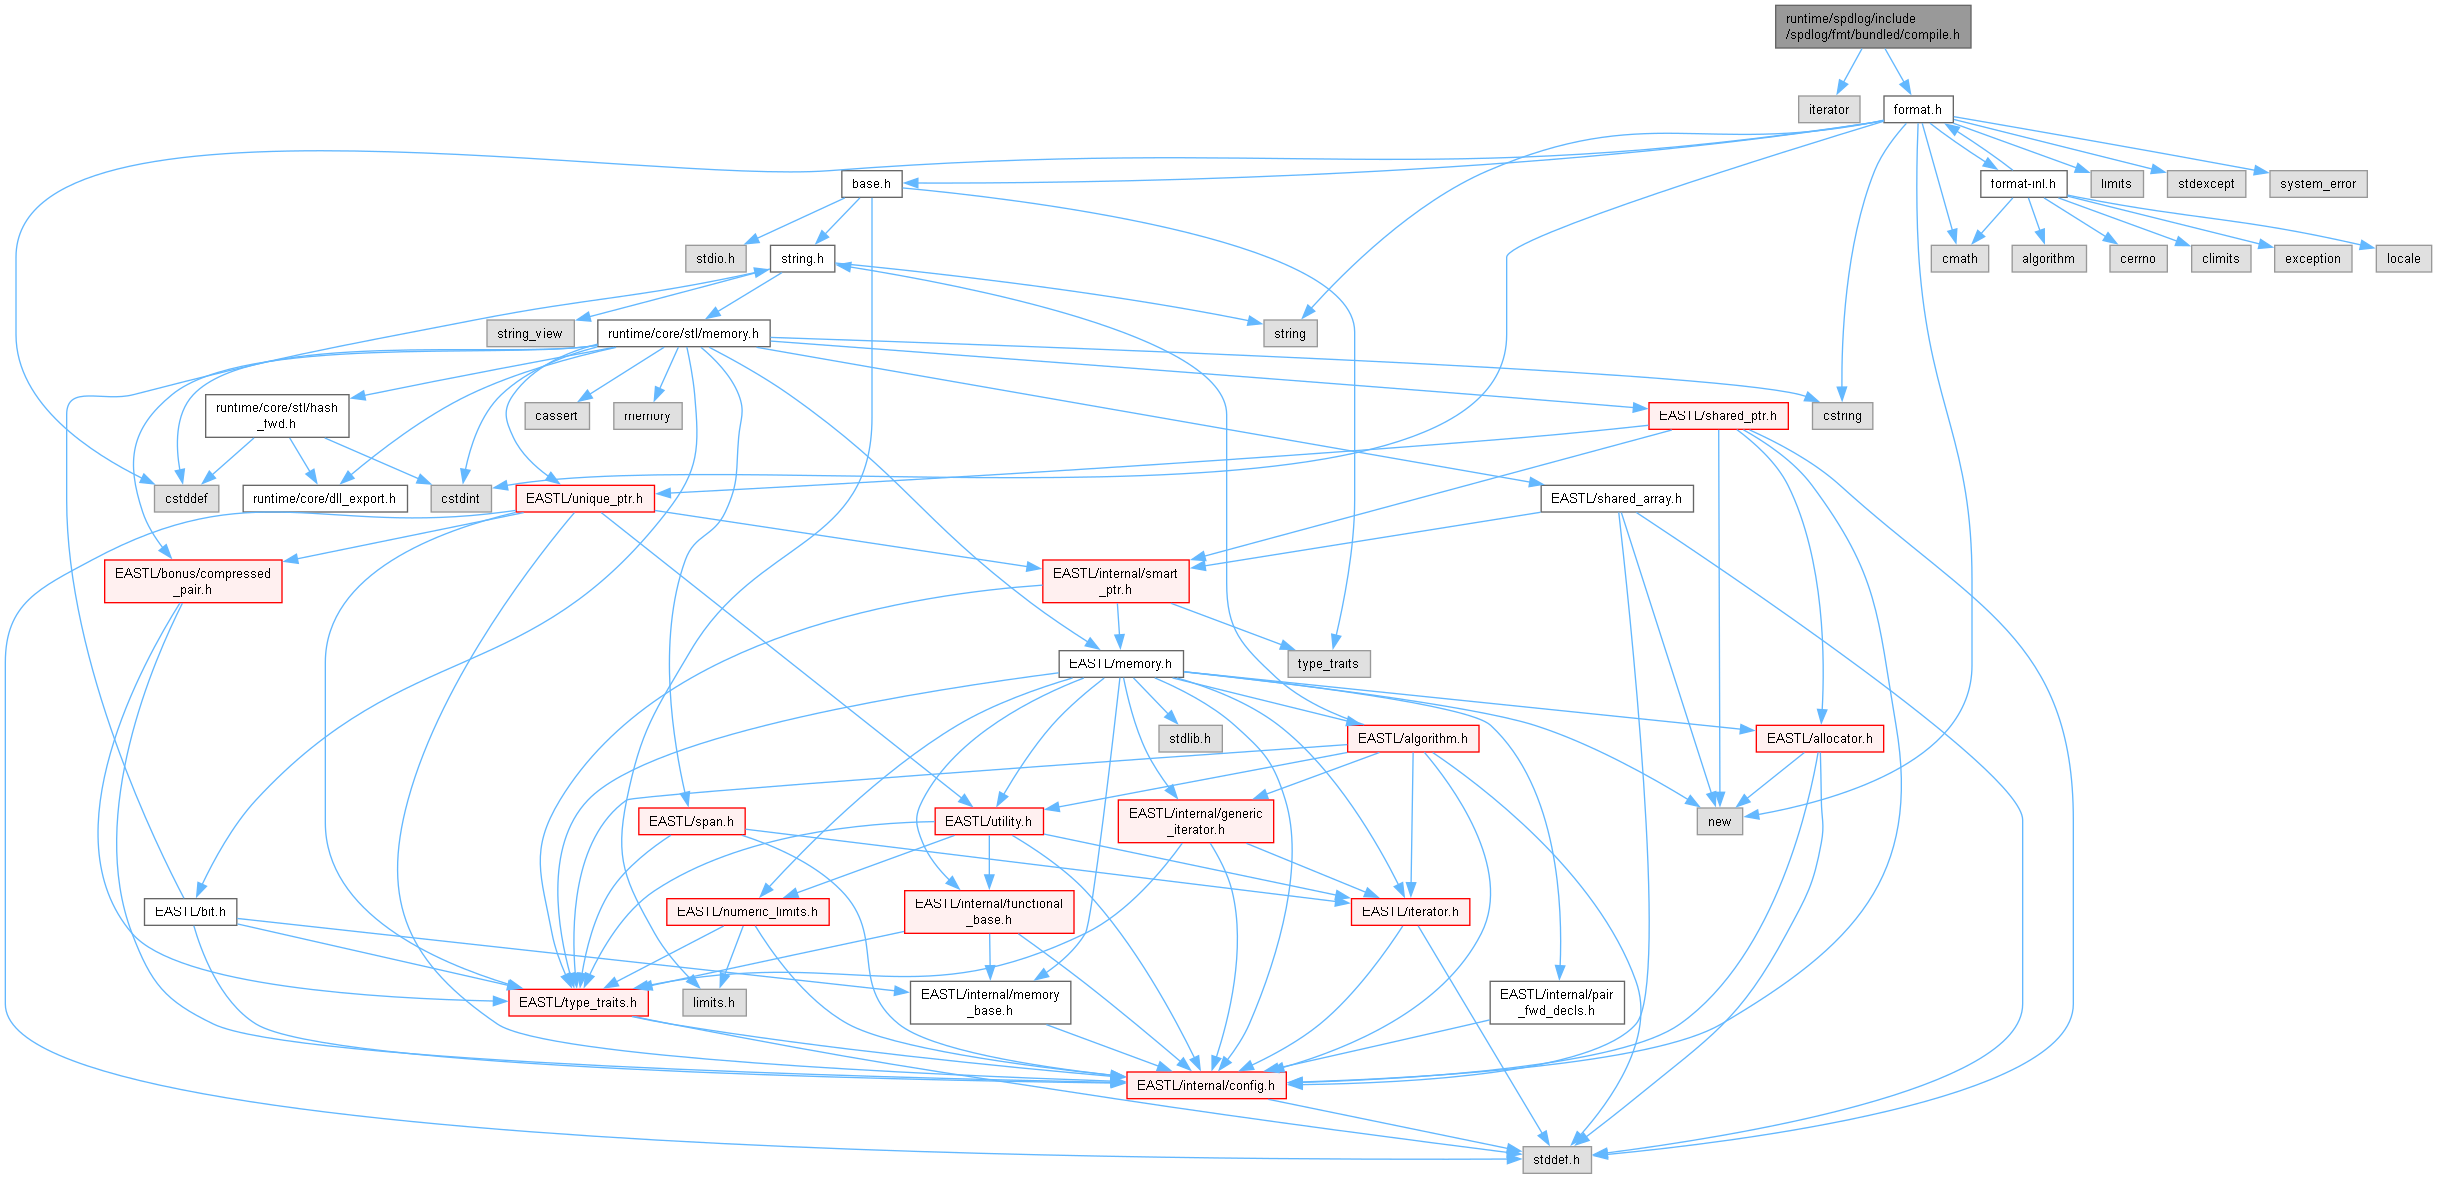 runtime/spdlog/include
/spdlog/fmt/bundled/compile.h
iterator
format.h
base.h
format-inl.h
limits
stdexcept
system_error
stdio.h
string.h
cmath
algorithm
cerrno
climits
exception
locale
string_view
runtime/core/stl/memory.h
string
runtime/core/stl/hash
_fwd.h
cassert
memory
EASTL/shared_ptr.h
cstring
cstddef
runtime/core/dll_export.h
cstdint
EASTL/unique_ptr.h
EASTL/shared_array.h
EASTL/bonus/compressed
_pair.h
EASTL/internal/smart
_ptr.h
EASTL/memory.h
type_traits
stdlib.h
EASTL/algorithm.h
EASTL/allocator.h
EASTL/span.h
EASTL/utility.h
EASTL/internal/generic
_iterator.h
new
EASTL/bit.h
EASTL/numeric_limits.h
EASTL/internal/functional
_base.h
EASTL/iterator.h
EASTL/type_traits.h
limits.h
EASTL/internal/memory
_base.h
EASTL/internal/pair
_fwd_decls.h
EASTL/internal/config.h
stddef.h